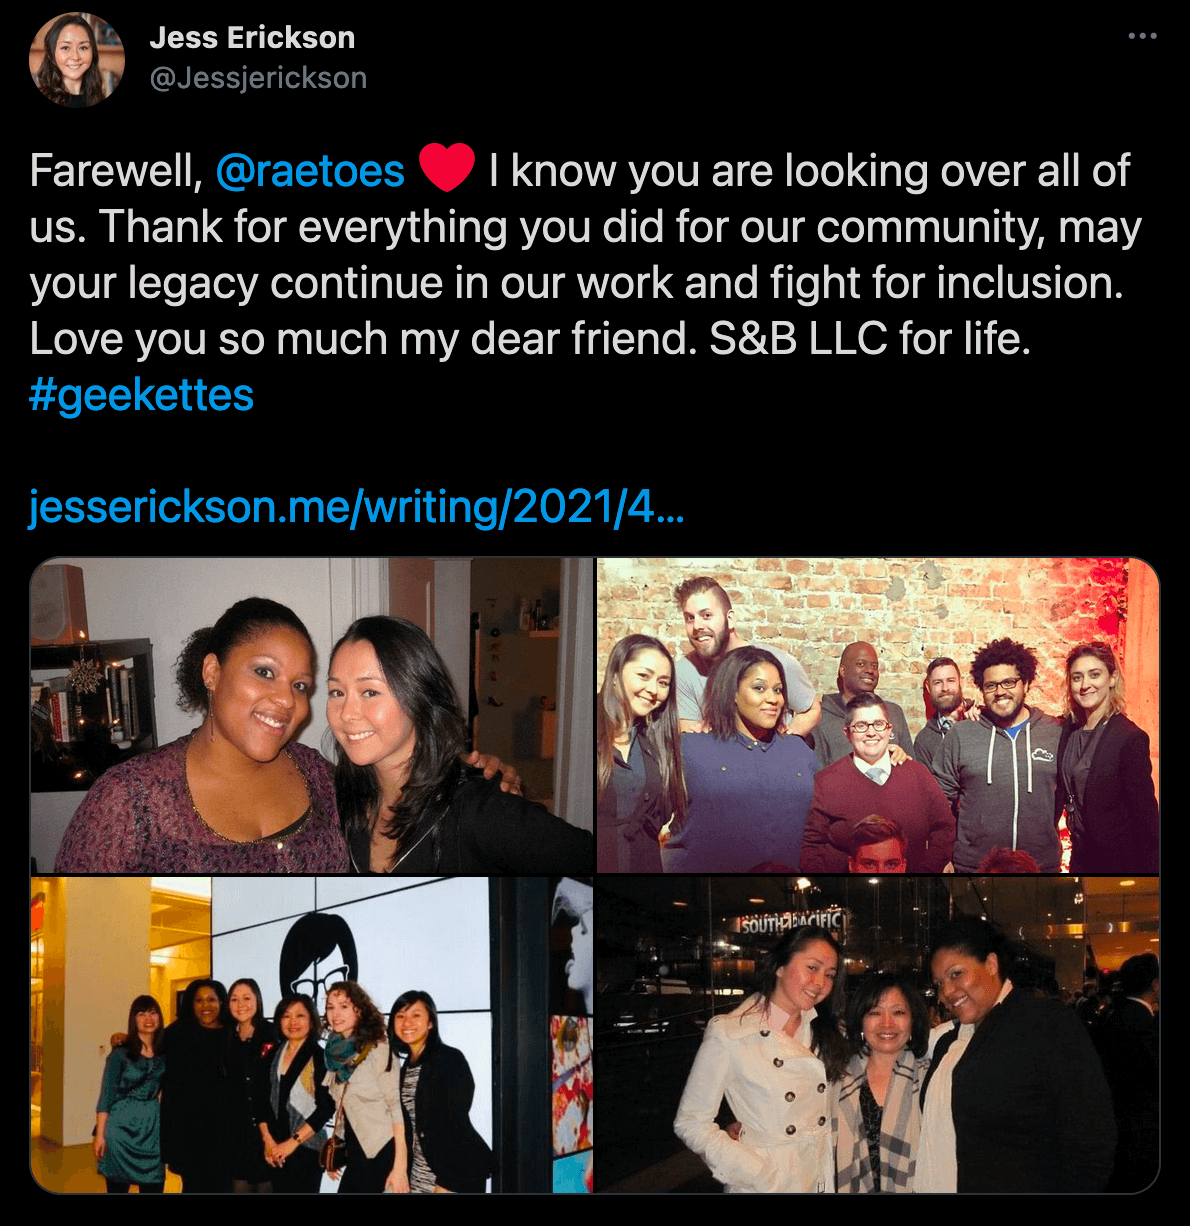 Jess Erickson
@Jessjerickson
Farewell, @raetoes ❤️ I know you are looking over all of
us. Thank for everything you did for our community, may
your legacy continue in our work and fight for inclusion.
Love you so much my dear friend. S&B LLC for life.
#geekettes
jesserickson.me/writing/2021/4...
SOUTH PACIFIC